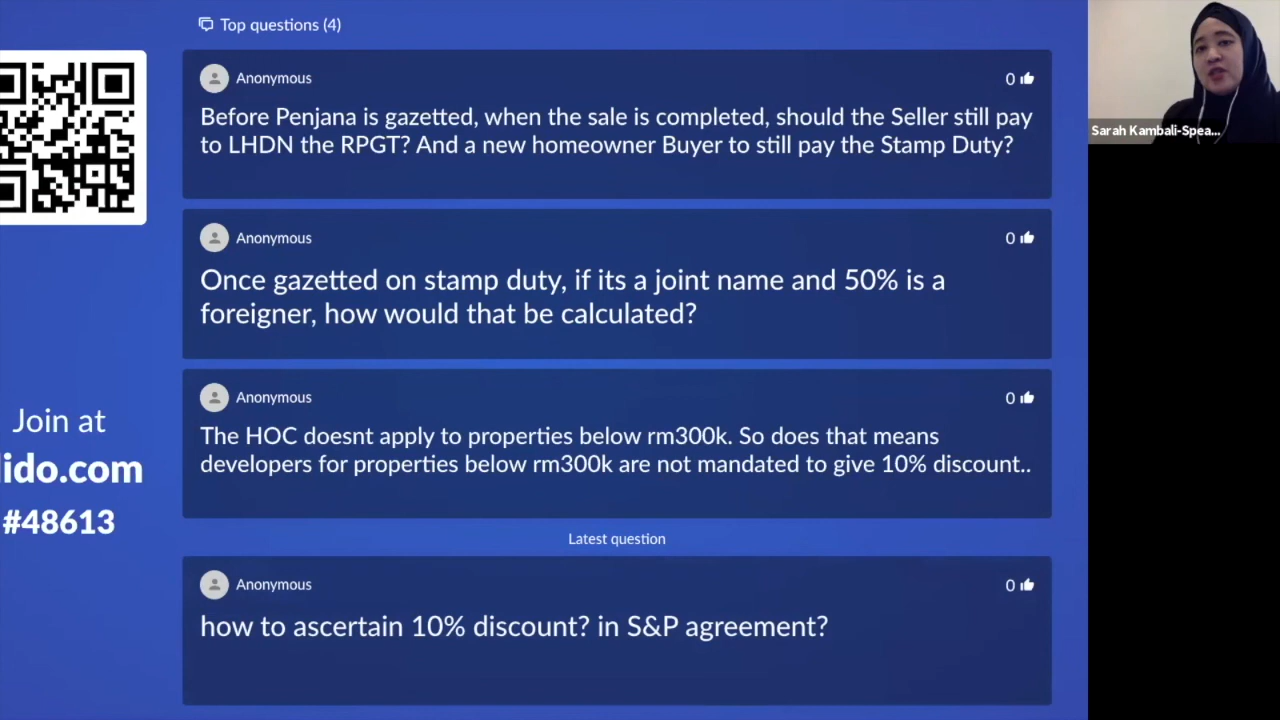 Top questions (4)
Anonymous
0
Before Penjana is gazetted, when the sale is completed, should the Seller still pay
to LHDN the RPGT? And a new homeowner Buyer to still pay the Stamp Duty?
Anonymous
0
Once gazetted on stamp duty, if its a joint name and 50% is a
foreigner, how would that be calculated?
Anonymous
0
The HOC doesnt apply to properties below rm300k. So does that means
developers for properties below rm300k are not mandated to give 10% discount..
Latest question
Anonymous
0
how to ascertain 10% discount? in S&P agreement?
Join at
lido.com
#48613
Sarah Kambali-Spea...